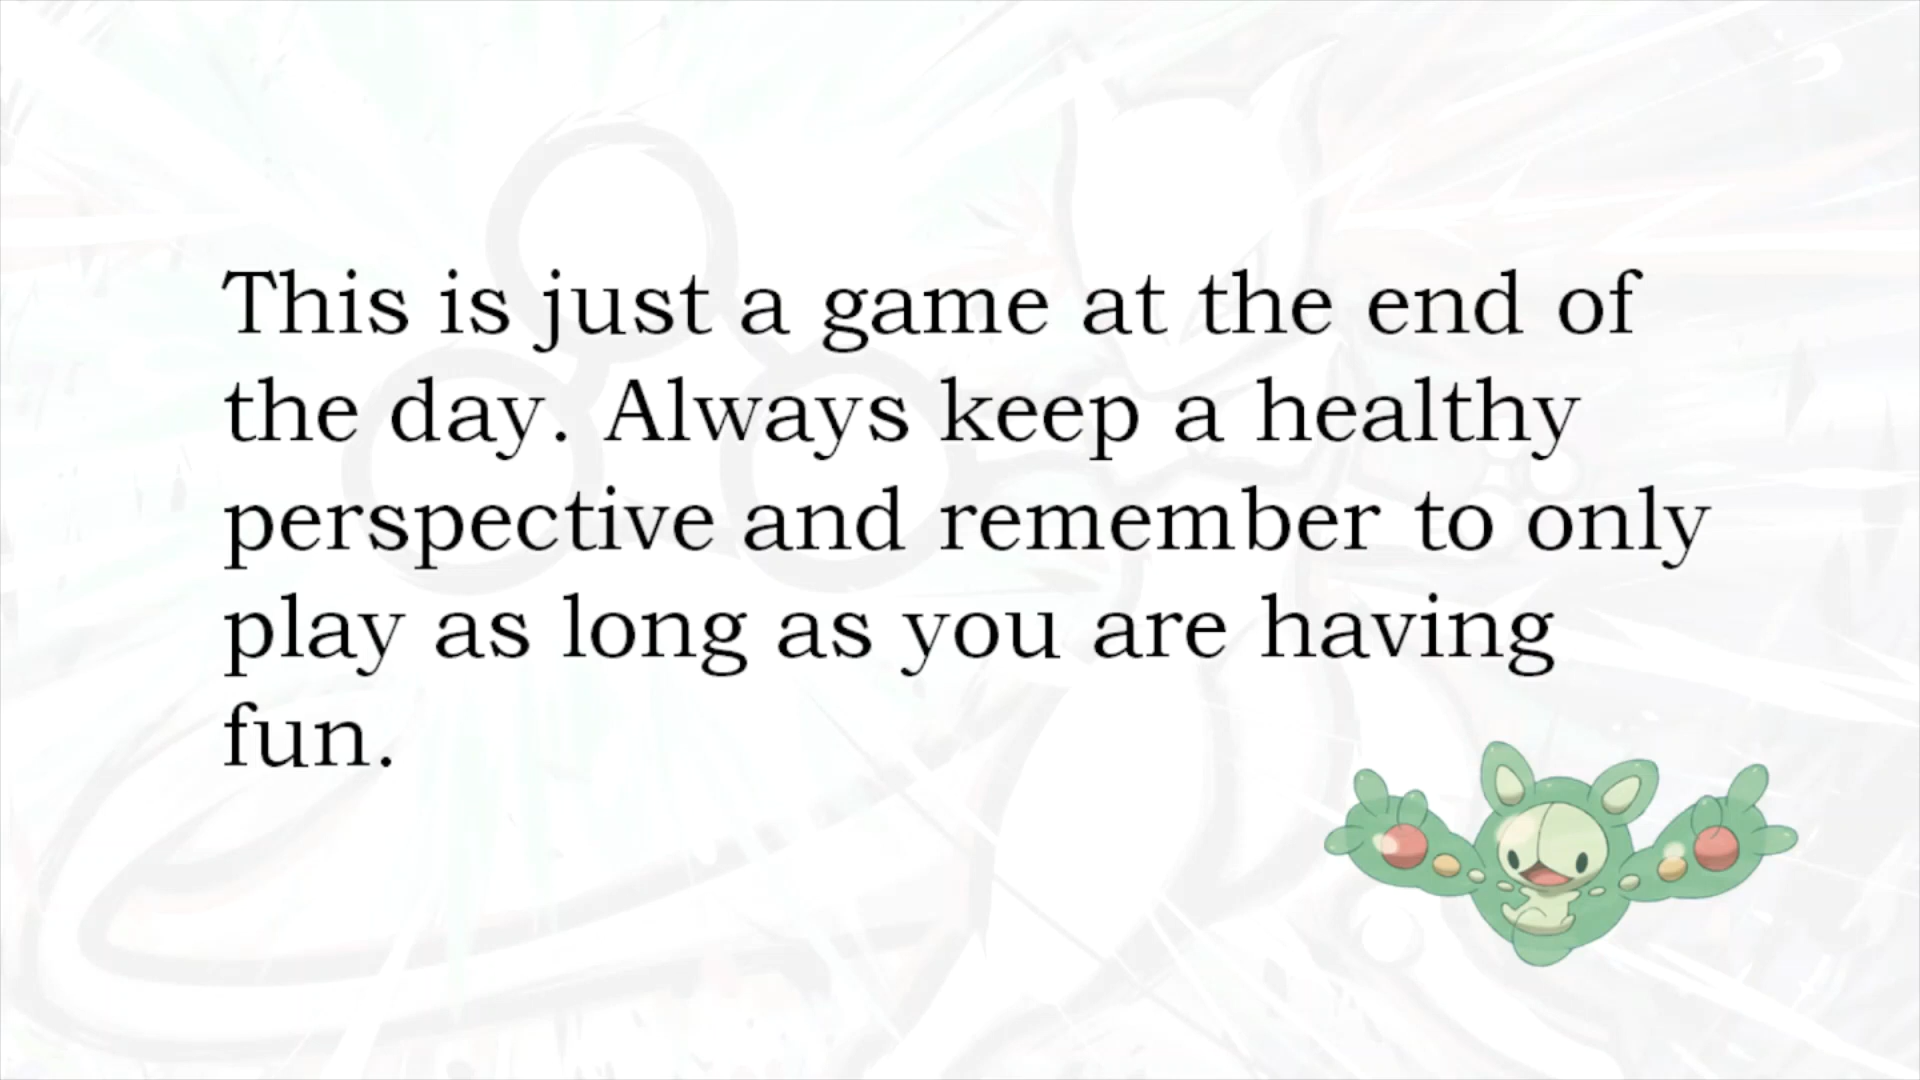 This is just a game at the end of
the day. Always keep a healthy
perspective and remember to only
play as long as you are having
fun.